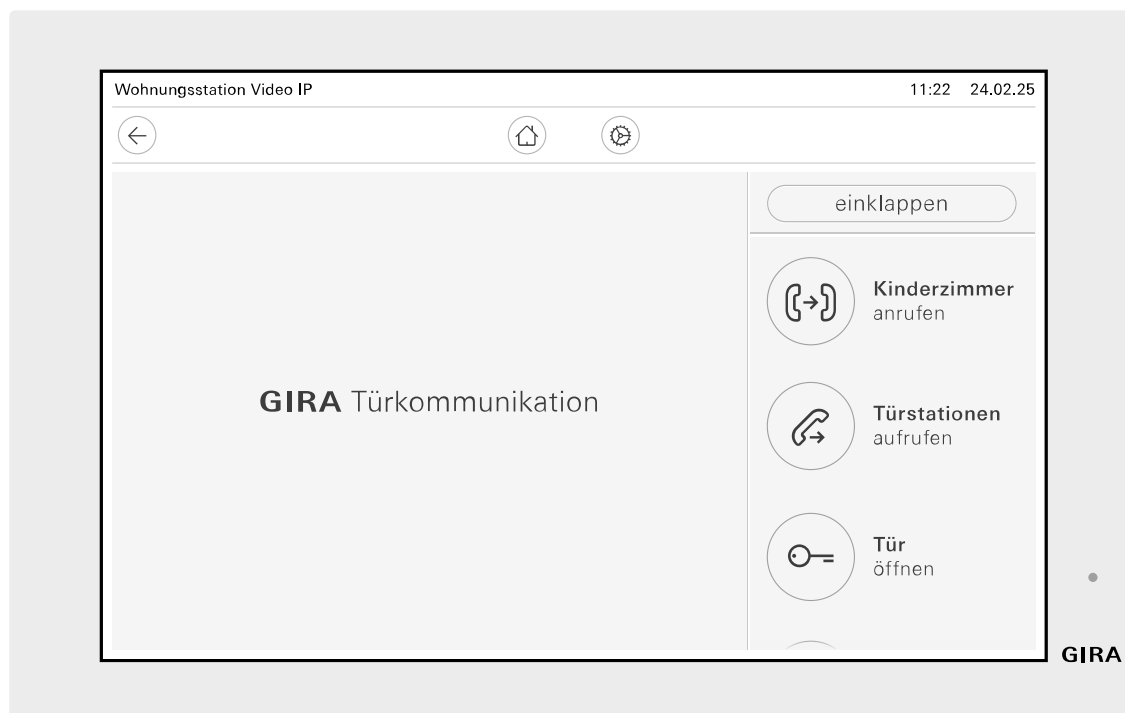 Wohnungsstation Video IP 11:22 24.02.25
einklappen
Kinderzimmer
anrufen
GIRA Türkommunikation
Türstationen
aufrufen
Tür
öffnen
GIRA